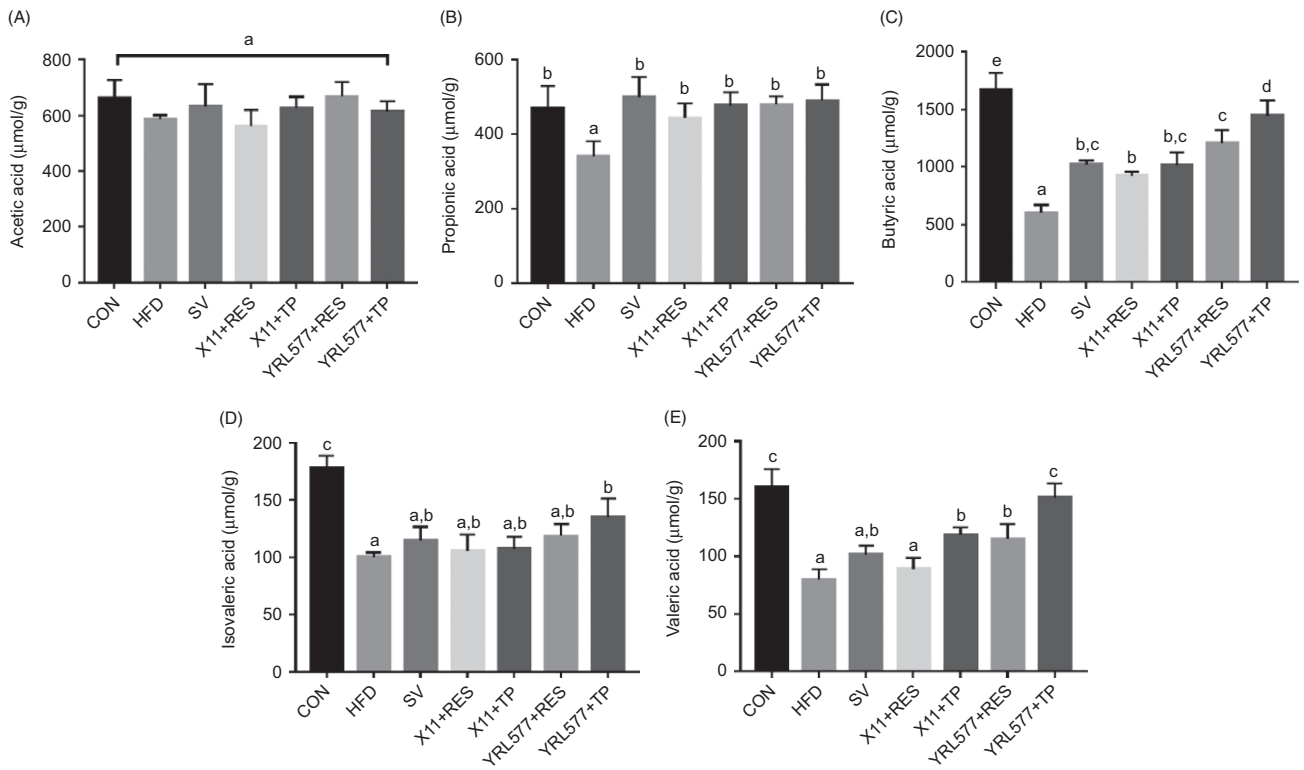 (A)
Acetic acid (μmol/g)
800
600
400
200
0
a
CON
HFD
SV
X11+RES
X11+TP
YRL577+RES
YRL577+TP
(B)
Propionic acid (μmol/g)
600
400
200
0
b
a
b
b
b
b
b
CON
HFD
SV
X11+RES
X11+TP
YRL577+RES
YRL577+TP
(C)
Butyric acid (μmol/g)
2000
1500
1000
500
0
e
a
b,c
b
b,c
c
d
CON
HFD
SV
X11+RES
X11+TP
YRL577+RES
YRL577+TP
(D)
Isovaleric acid (μmol/g)
200
150
100
50
0
c
a
a,b
a,b
a,b
a,b
b
CON
HFD
SV
X11+RES
X11+TP
YRL577+RES
YRL577+TP
(E)
Valeric acid (μmol/g)
200
150
100
50
0
c
a
a,b
a
b
b
c
CON
HFD
SV
X11+RES
X11+TP
YRL577+RES
YRL577+TP